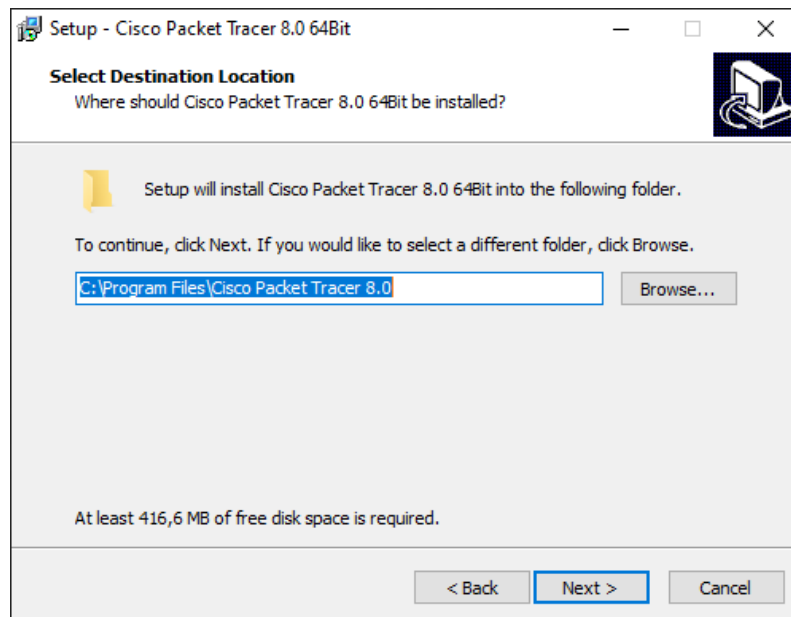 Setup - Cisco Packet Tracer 8.0 64Bit
Select Destination Location
Where should Cisco Packet Tracer 8.0 64Bit be installed?
Setup will install Cisco Packet Tracer 8.0 64Bit into the following folder.
To continue, click Next. If you would like to select a different folder, click Browse.
C:\Program Files\Cisco Packet Tracer 8.0
Browse...
At least 416,6 MB of free disk space is required.
< Back Next > Cancel